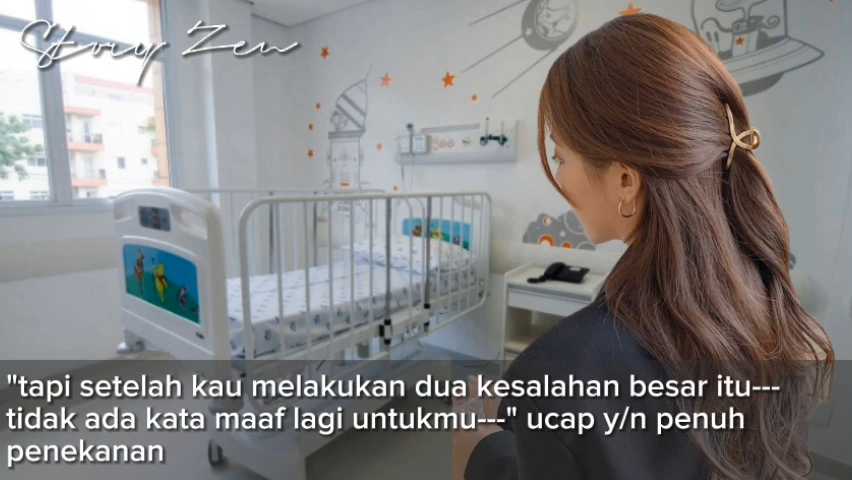 Story Zen
"tapi setelah kau melakukan dua kesalahan besar itu---
tidak ada kata maaf lagi untukmu---" ucap y/n penuh
penekanan